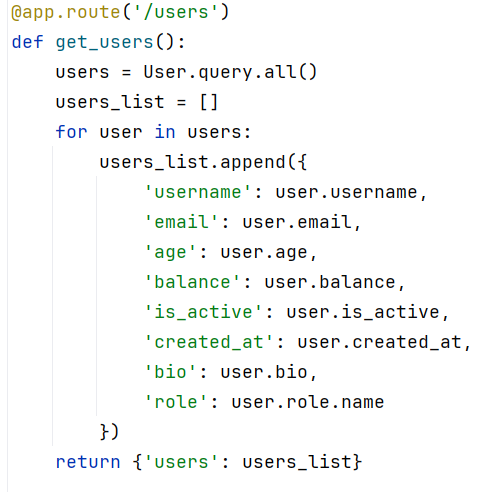 @app.route('/users')
def get_users():
    users = User.query.all()
    users_list = []
    for user in users:
        users_list.append({
            'username': user.username,
            'email': user.email,
            'age': user.age,
            'balance': user.balance,
            'is_active': user.is_active,
            'created_at': user.created_at,
            'bio': user.bio,
            'role': user.role.name
        })
    return {'users': users_list}